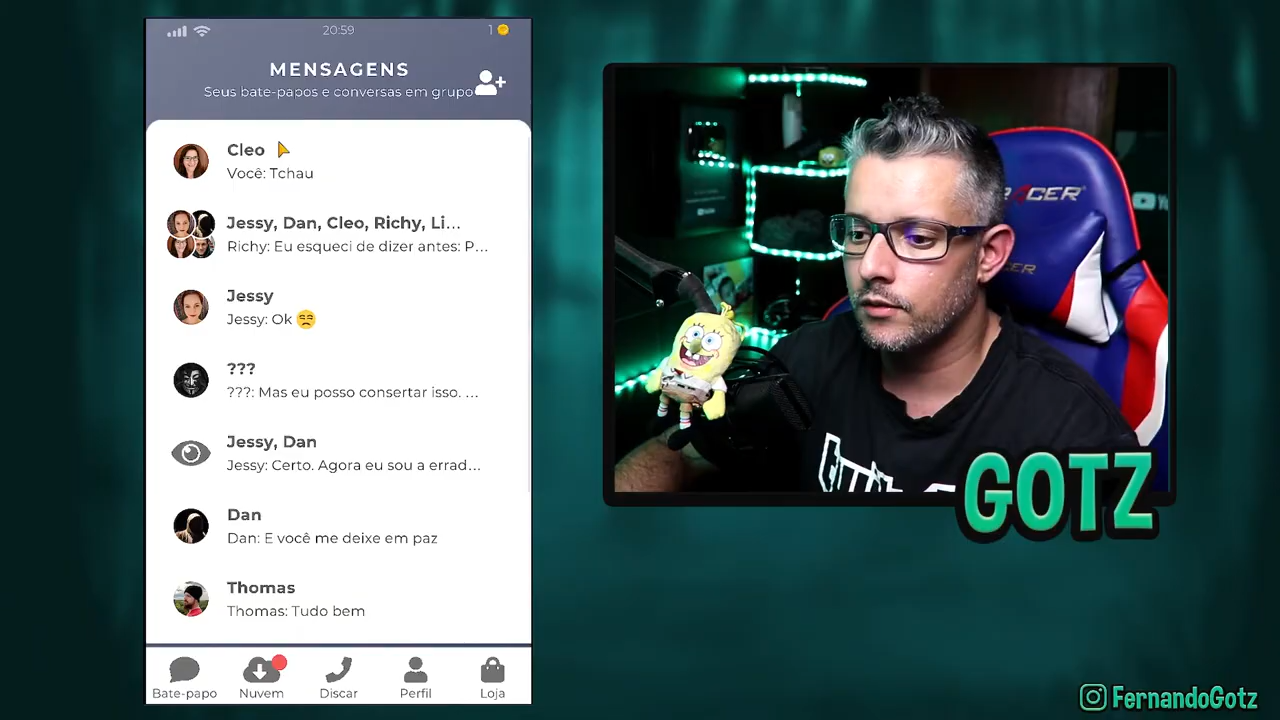 20:59
1
MENSAGENS
Seus bate-papos e conversas em grupo
Cleo
Você: Tchau
Jessy, Dan, Cleo, Richy, Li...
Richy: Eu esqueci de dizer antes: P...
Jessy
Jessy: Ok
???
???: Mas eu posso consertar isso. ...
Jessy, Dan
Jessy: Certo. Agora eu sou a errad...
Dan
Dan: E você me deixe em paz
Thomas
Thomas: Tudo bem
Bate-papo
Nuvem
Discar
Perfil
Loja
GOTZ
FernandoGotz